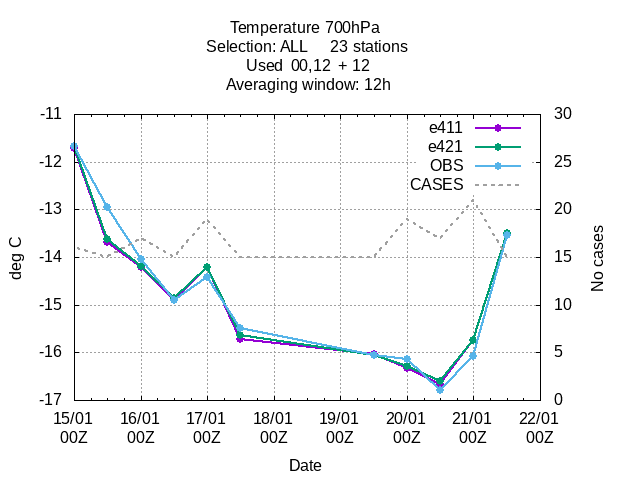 Temperature 700hPa
Selection: ALL     23 stations
Used  00,12  + 12
Averaging window: 12h
-11
-12
-13
-14
-15
-16
-17
deg C
30
25
20
15
10
5
0
No cases
e411
e421
OBS
CASES
15/01 16/01 17/01 18/01 19/01 20/01 21/01 22/01
00Z 00Z 00Z 00Z 00Z 00Z 00Z 00Z
Date